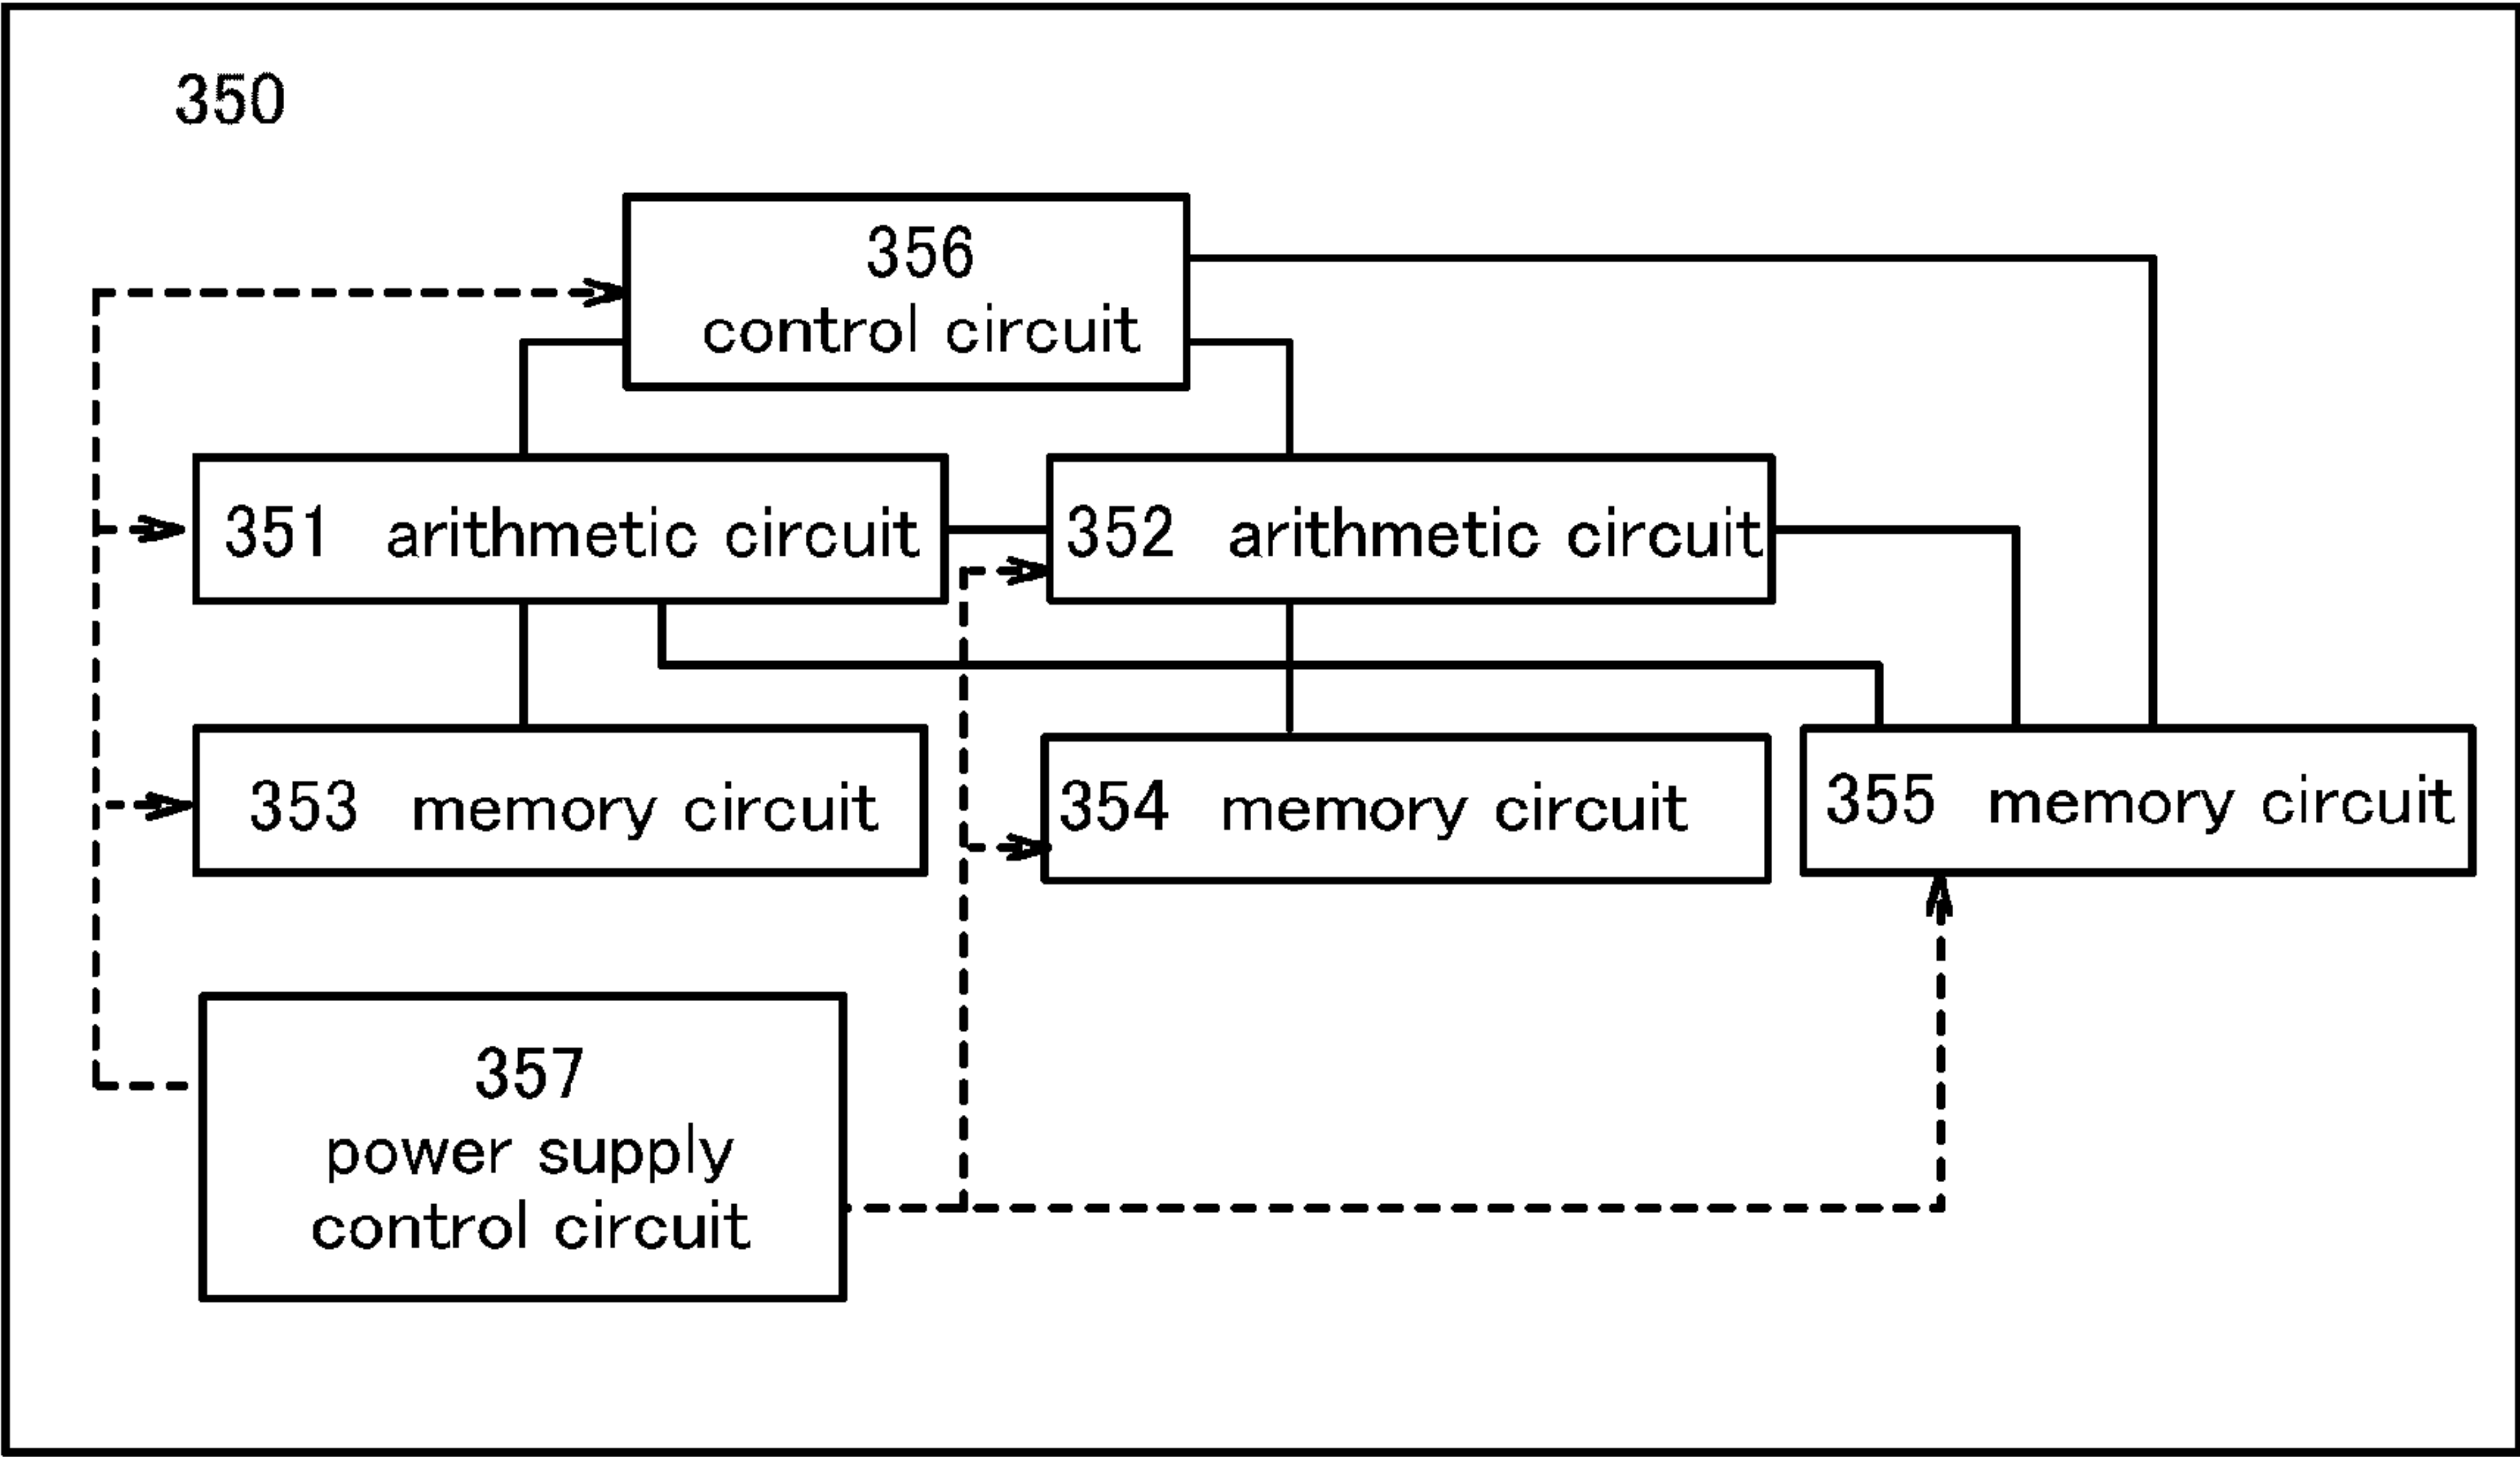 350
356
control circuit
351 arithmetic circuit
352 arithmetic circuit
353 memory circuit
354 memory circuit
355 memory circuit
357
power supply
control circuit